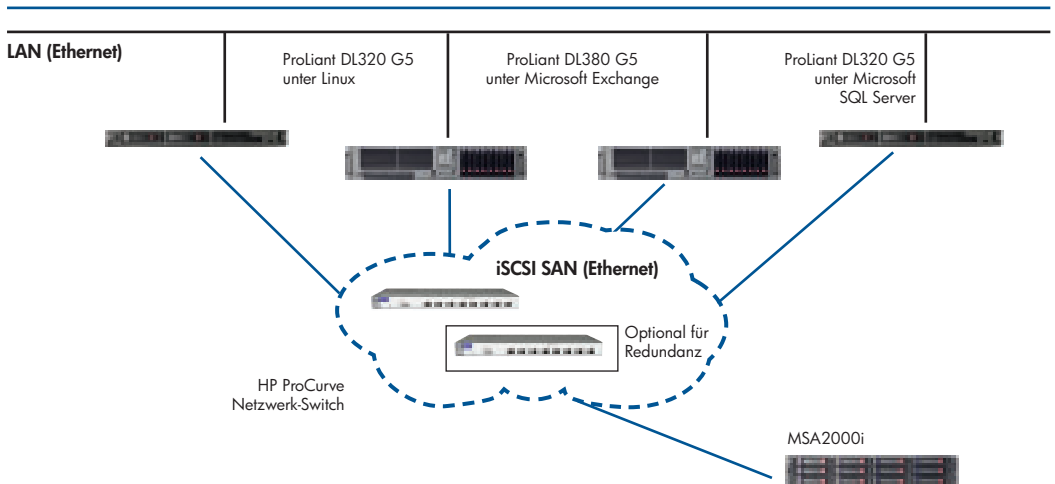 LAN (Ethernet)
ProLiant DL320 G5
unter Linux
ProLiant DL380 G5
unter Microsoft Exchange
ProLiant DL320 G5
unter Microsoft
SQL Server
iSCSI SAN (Ethernet)
Optional für
Redundanz
HP ProCurve
Netzwerk-Switch
MSA2000i